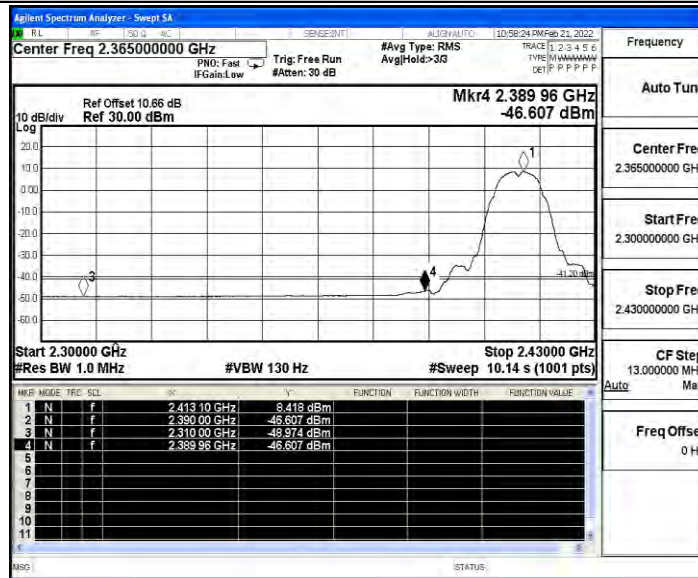 Agilent Spectrum Analyzer - Swept SA
RL RF 50 Ω AC SENSE:INT ALIGNAUTO 10:58:24 PM Feb 21, 2022
Center Freq 2.365000000 GHz
PNO: Fast
IFGain:Low
Trig: Free Run
#Atten: 30 dB
#Avg Type: RMS
Avg|Hold:>3/3
TRACE 1 2 3 4 5 6
TYPE M W W W W W
DET P P P P P P
Ref Offset 10.66 dB
10 dB/div Ref 30.00 dBm
Log
Mkr4 2.389 96 GHz
-46.607 dBm
20.0
10.0
0.00
-10.0
-20.0
-30.0
-40.0
-50.0
-60.0
1
3
4
-41.20 dBm
Start 2.30000 GHz Stop 2.43000 GHz
#Res BW 1.0 MHz #VBW 130 Hz #Sweep 10.14 s (1001 pts)
MKR MODE TRC SCL X Y FUNCTION FUNCTION WIDTH FUNCTION VALUE
1 N f 2.413 10 GHz 8.418 dBm
2 N f 2.390 00 GHz -46.607 dBm
3 N f 2.310 00 GHz -48.974 dBm
4 N f 2.389 96 GHz -46.607 dBm
5
6
7
8
9
10
11
MSG STATUS
Frequency
Auto Tun
Center Fre
2.365000000 GH
Start Fre
2.300000000 GH
Stop Fre
2.430000000 GH
CF Step
13.000000 MH
Auto Ma
Freq Offse
0 H